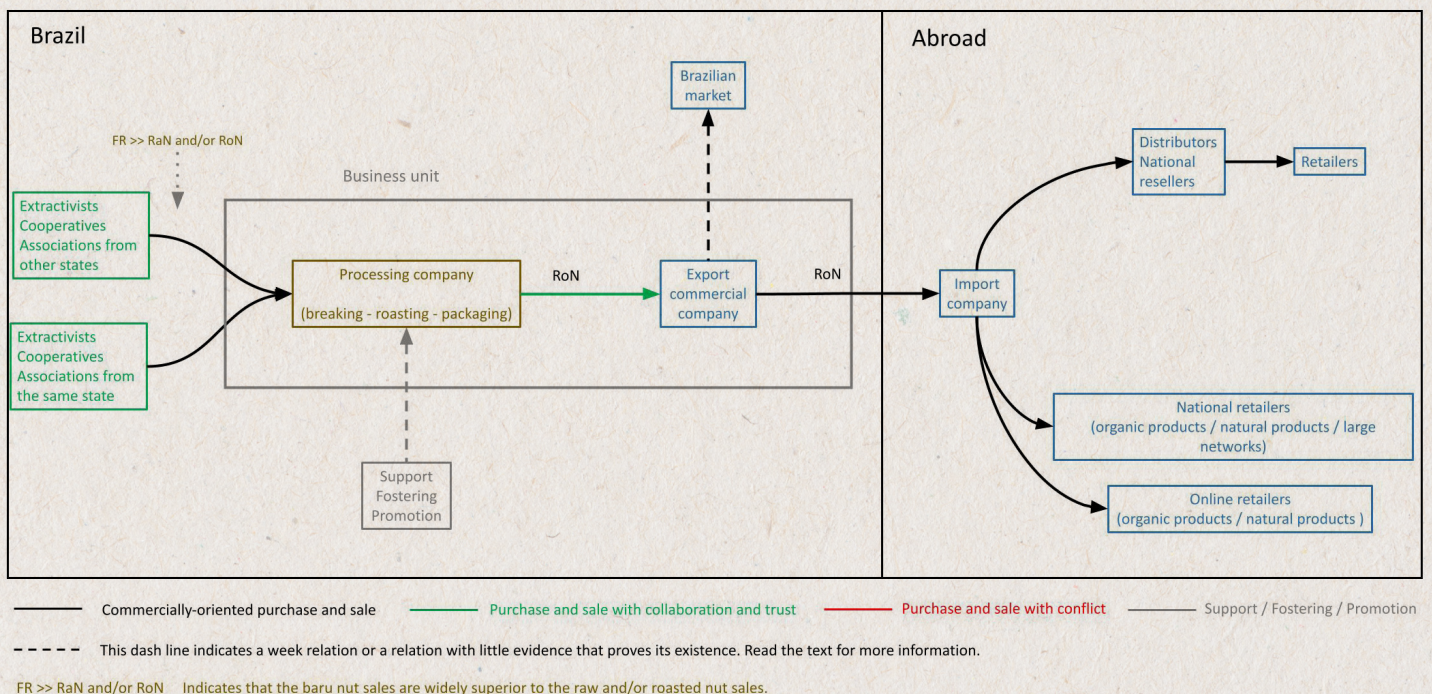 Brazil
Abroad
Brazilian
market
FR >> RaN and/or RoN
Business unit
Distributors
National
resellers
Retailers
Extractivists
Cooperatives
Associations from
other states
Processing company
(breaking - roasting - packaging)
RoN
Export
commercial
company
RoN
Import
company
Extractivists
Cooperatives
Associations from
the same state
National retailers
(organic products / natural products / large
networks)
Support
Fostering
Promotion
Online retailers
(organic products / natural products )
Commercially-oriented purchase and sale
Purchase and sale with collaboration and trust
Purchase and sale with conflict
Support / Fostering / Promotion
This dash line indicates a week relation or a relation with little evidence that proves its existence. Read the text for more information.
FR >> RaN and/or RoN Indicates that the baru nut sales are widely superior to the raw and/or roasted nut sales.